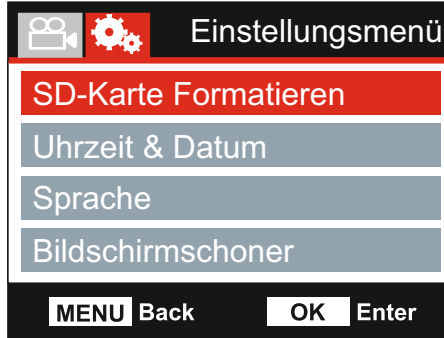 Einstellungsmenü
SD-Karte Formatieren
Uhrzeit & Datum
Sprache
Bildschirmschoner
MENU Back OK Enter